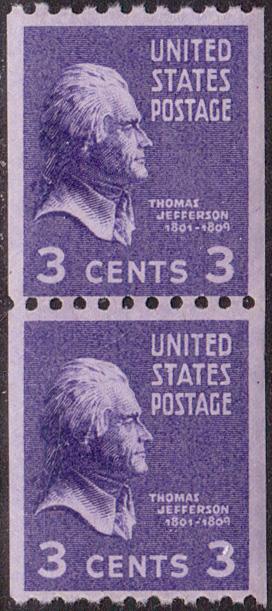 UNITED
STATES
POSTAGE
THOMAS
JEFFERSON
1801-1809
3 CENTS 3
UNITED
STATES
POSTAGE
THOMAS
JEFFERSON
1801-1809
3 CENTS 3